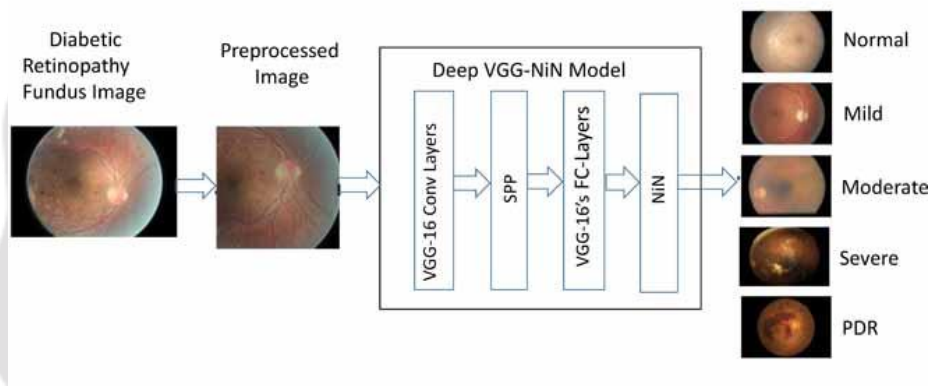 Diabetic
Retinopathy
Fundus Image
Preprocessed
Image
Deep VGG-NiN Model
VGG-16 Conv Layers
SPP
VGG-16's FC-Layers
NiN
Normal
Mild
Moderate
Severe
PDR